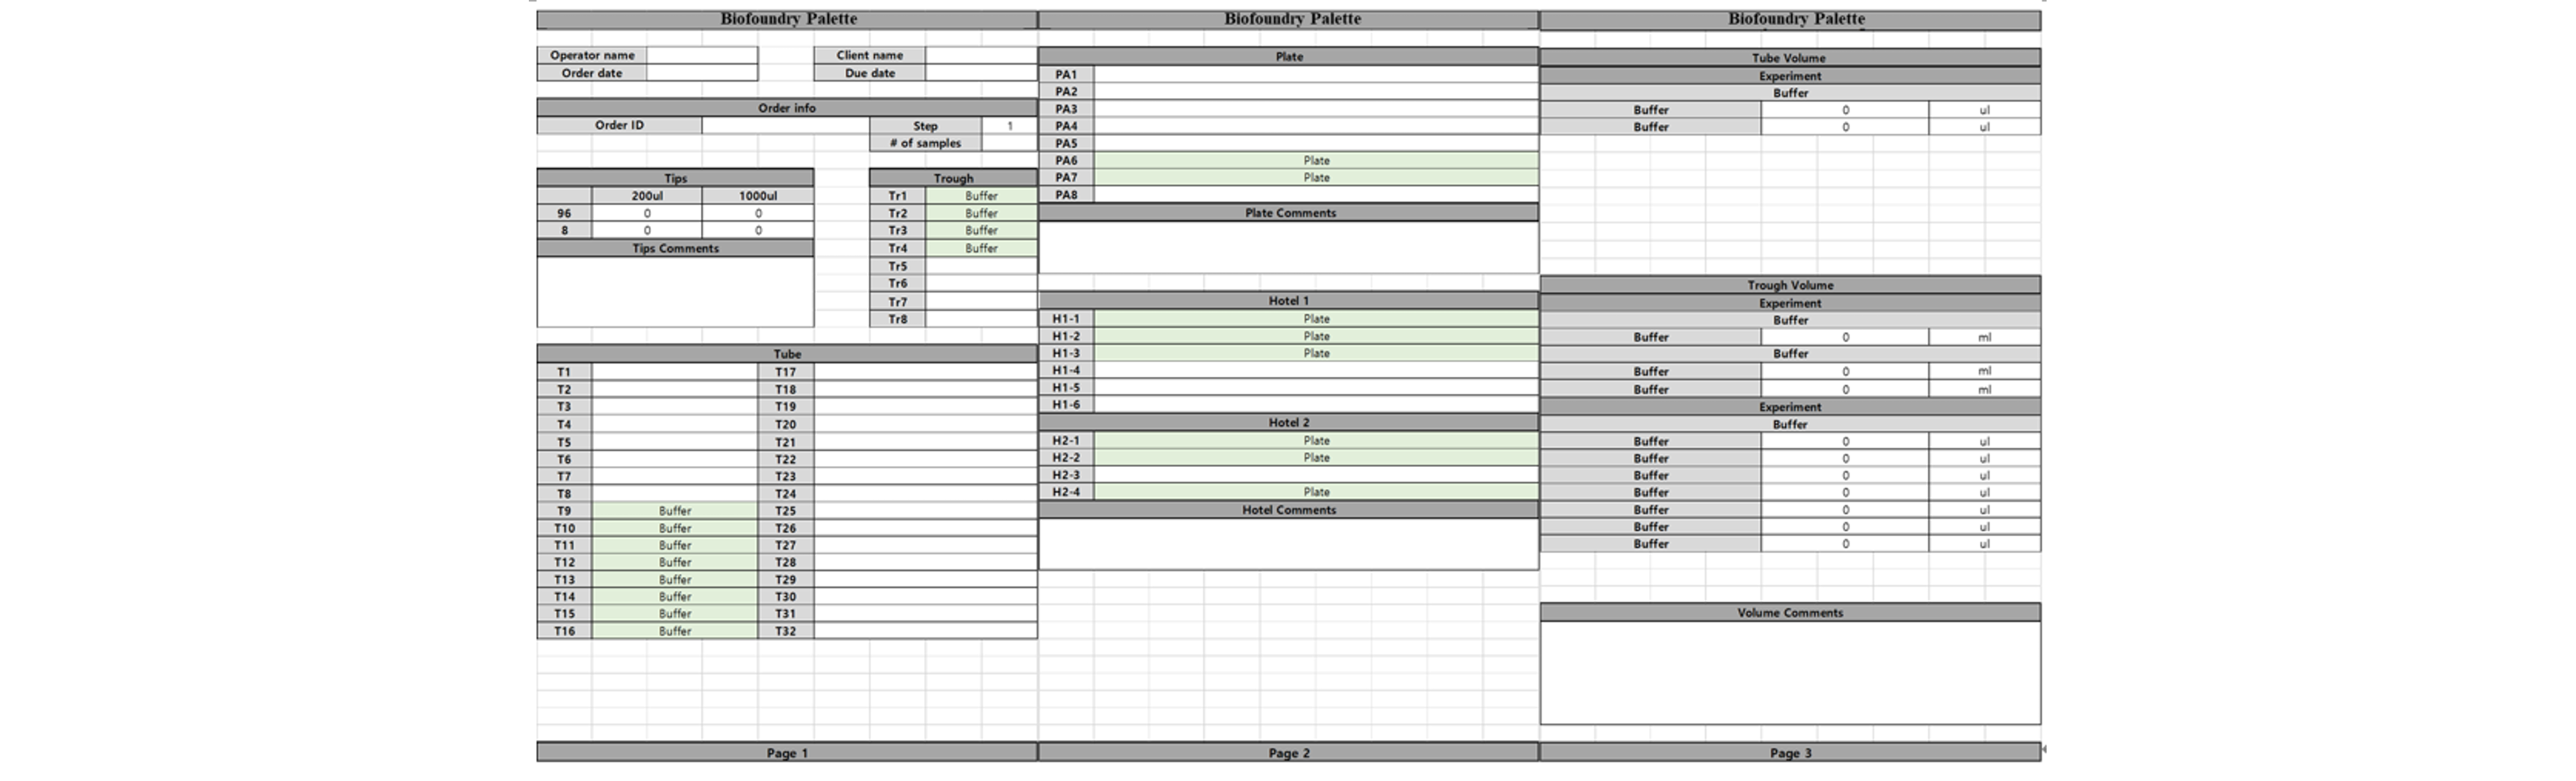 Biofoundry Palette
Operator name Client name
Order date Due date
Order info
Order ID Step 1
# of samples
Tips
200ul 1000ul
96 0 0
8 0 0
Tips Comments
Trough
Tr1 Buffer
Tr2 Buffer
Tr3 Buffer
Tr4 Buffer
Tr5
Tr6
Tr7
Tr8
Tube
T1 T17
T2 T18
T3 T19
T4 T20
T5 T21
T6 T22
T7 T23
T8 T24
T9 Buffer T25
T10 Buffer T26
T11 Buffer T27
T12 Buffer T28
T13 Buffer T29
T14 Buffer T30
T15 Buffer T31
T16 Buffer T32
Page 1
Biofoundry Palette
Plate
PA1
PA2
PA3
PA4
PA5
PA6 Plate
PA7 Plate
PA8
Plate Comments
Hotel 1
H1-1 Plate
H1-2 Plate
H1-3 Plate
H1-4
H1-5
H1-6
Hotel 2
H2-1 Plate
H2-2 Plate
H2-3
H2-4 Plate
Hotel Comments
Page 2
Biofoundry Palette
Tube Volume
Experiment
Buffer
Buffer 0 ul
Buffer 0 ul
Trough Volume
Experiment
Buffer
Buffer 0 ml
Buffer
Buffer 0 ml
Buffer 0 ml
Experiment
Buffer
Buffer 0 ul
Buffer 0 ul
Buffer 0 ul
Buffer 0 ul
Buffer 0 ul
Buffer 0 ul
Buffer 0 ul
Volume Comments
Page 3